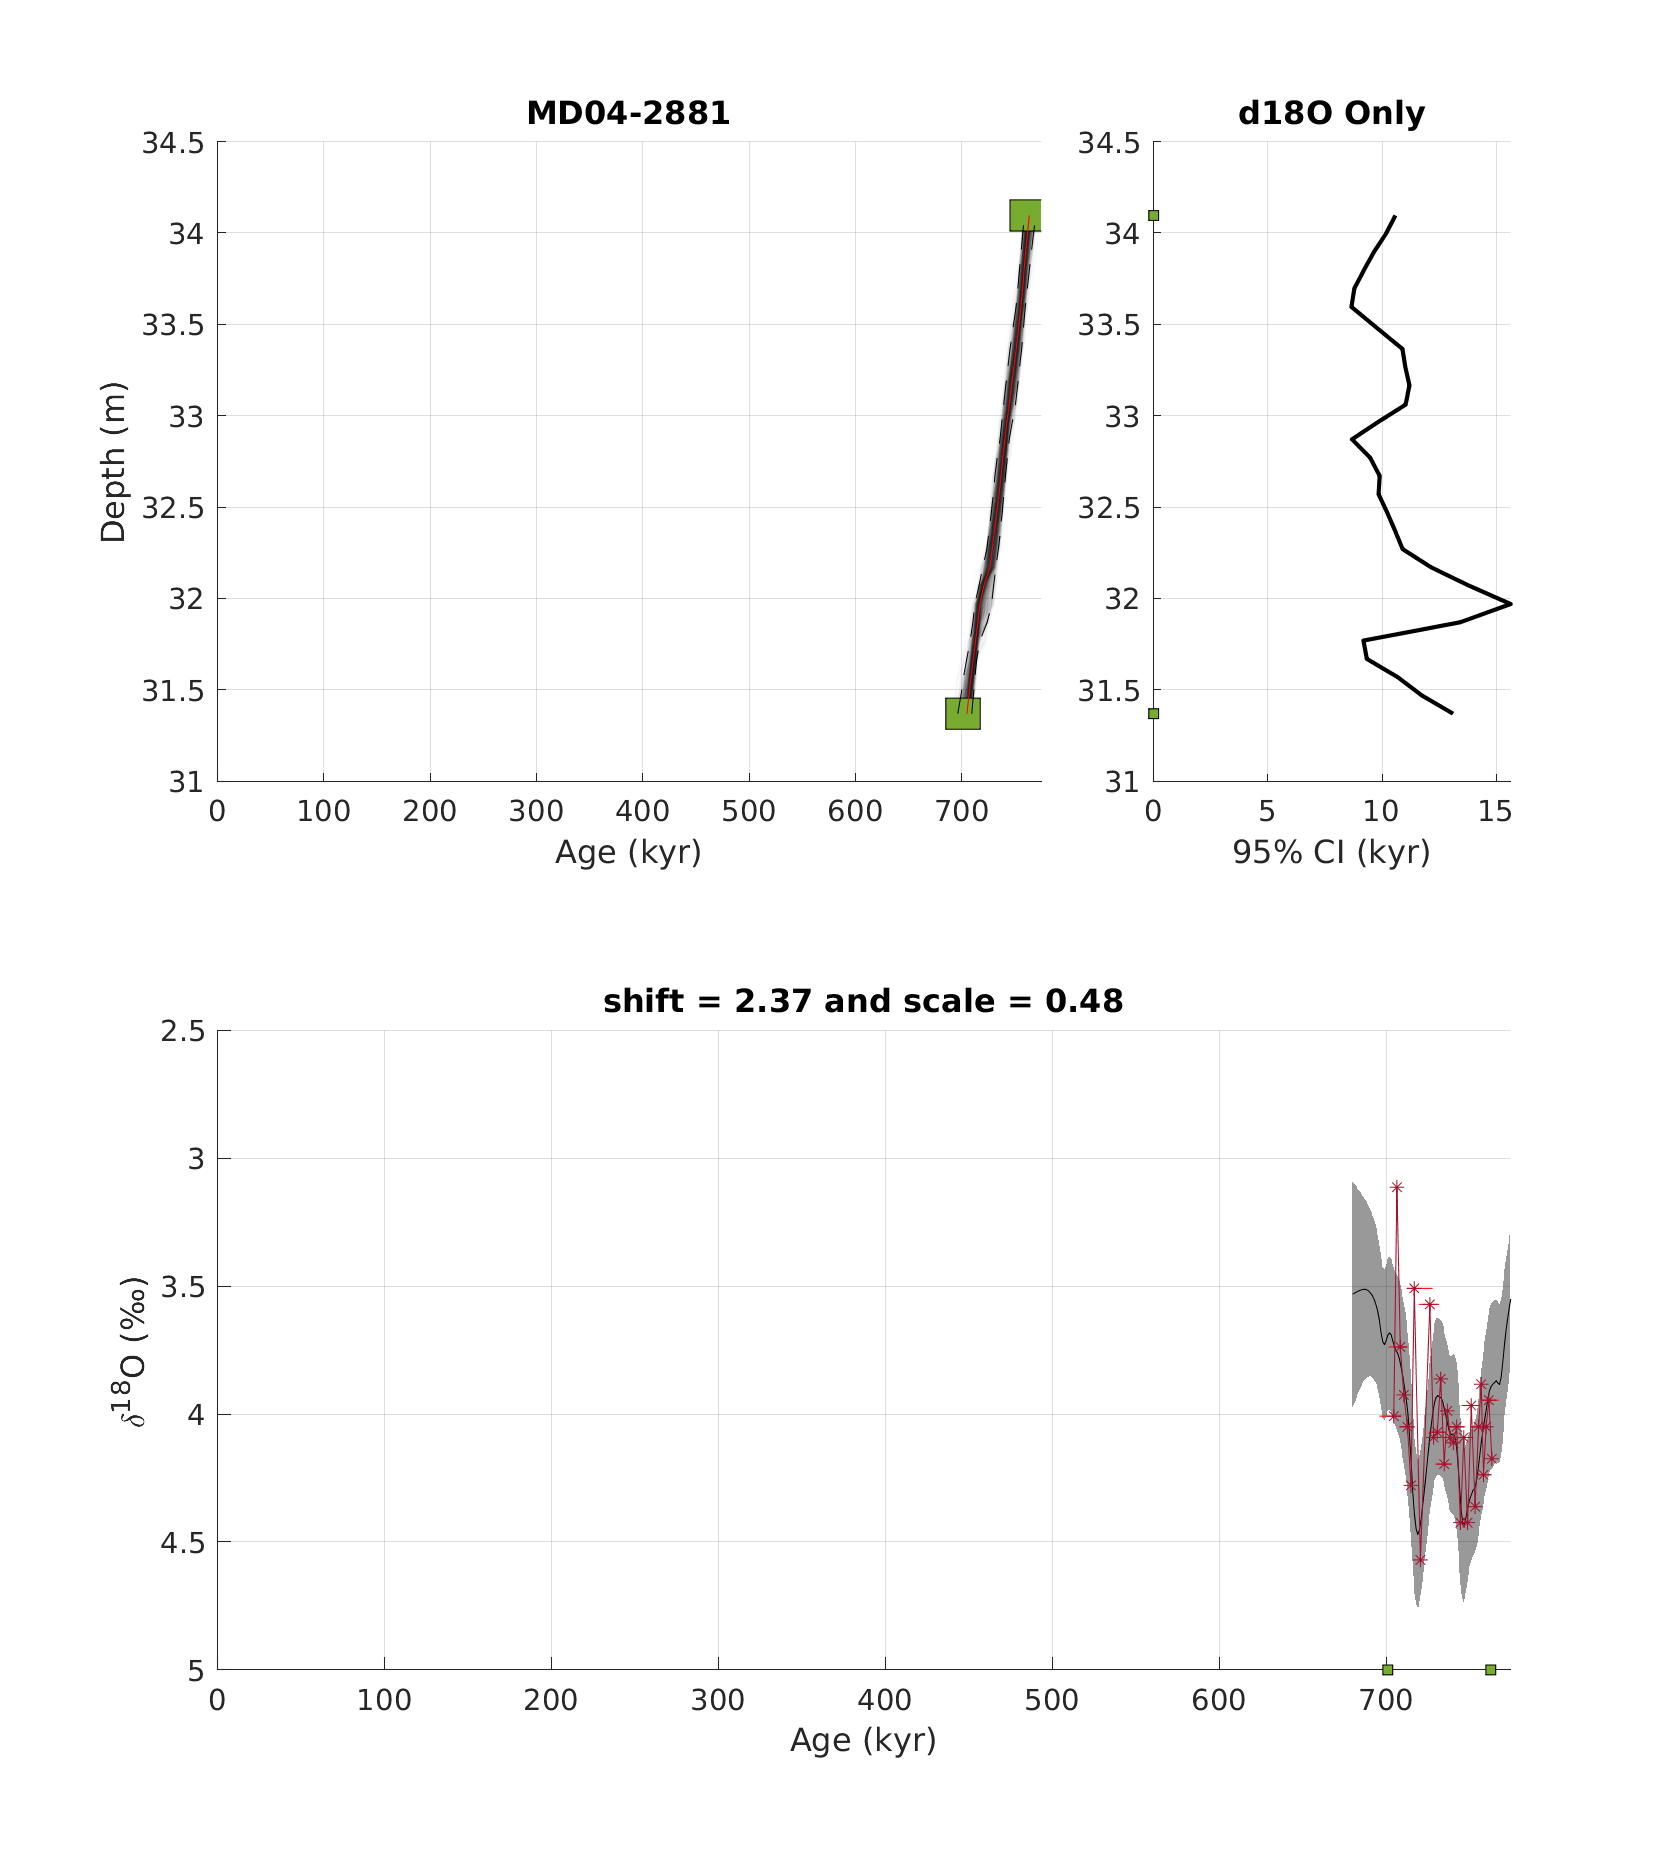 MD04-2881
34.5
34
33.5
33
32.5
32
31.5
31
Depth (m)
0 100 200 300 400 500 600 700
Age (kyr)
d18O Only
34.5
34
33.5
33
32.5
32
31.5
31
0 5 10 15
95% CI (kyr)
shift = 2.37 and scale = 0.48
2.5
3
3.5
4
4.5
5
δ¹⁸O (‰)
0 100 200 300 400 500 600 700
Age (kyr)